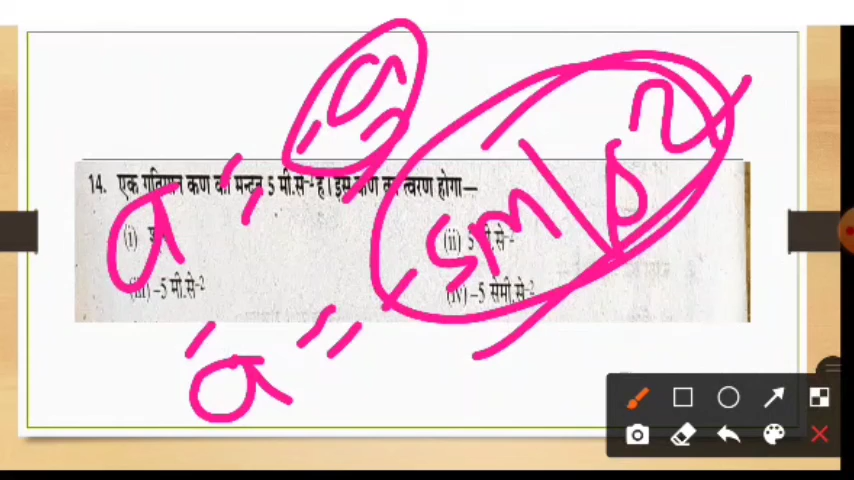 14. एक गतिमान कण का मन्दन 5 मी.से⁻² है। इस कण का त्वरण होगा—
(i) (ii) 5
(iii) –5 मी.से⁻² (iv) –5 सेमी.से⁻²
a =
5m/s²
a =